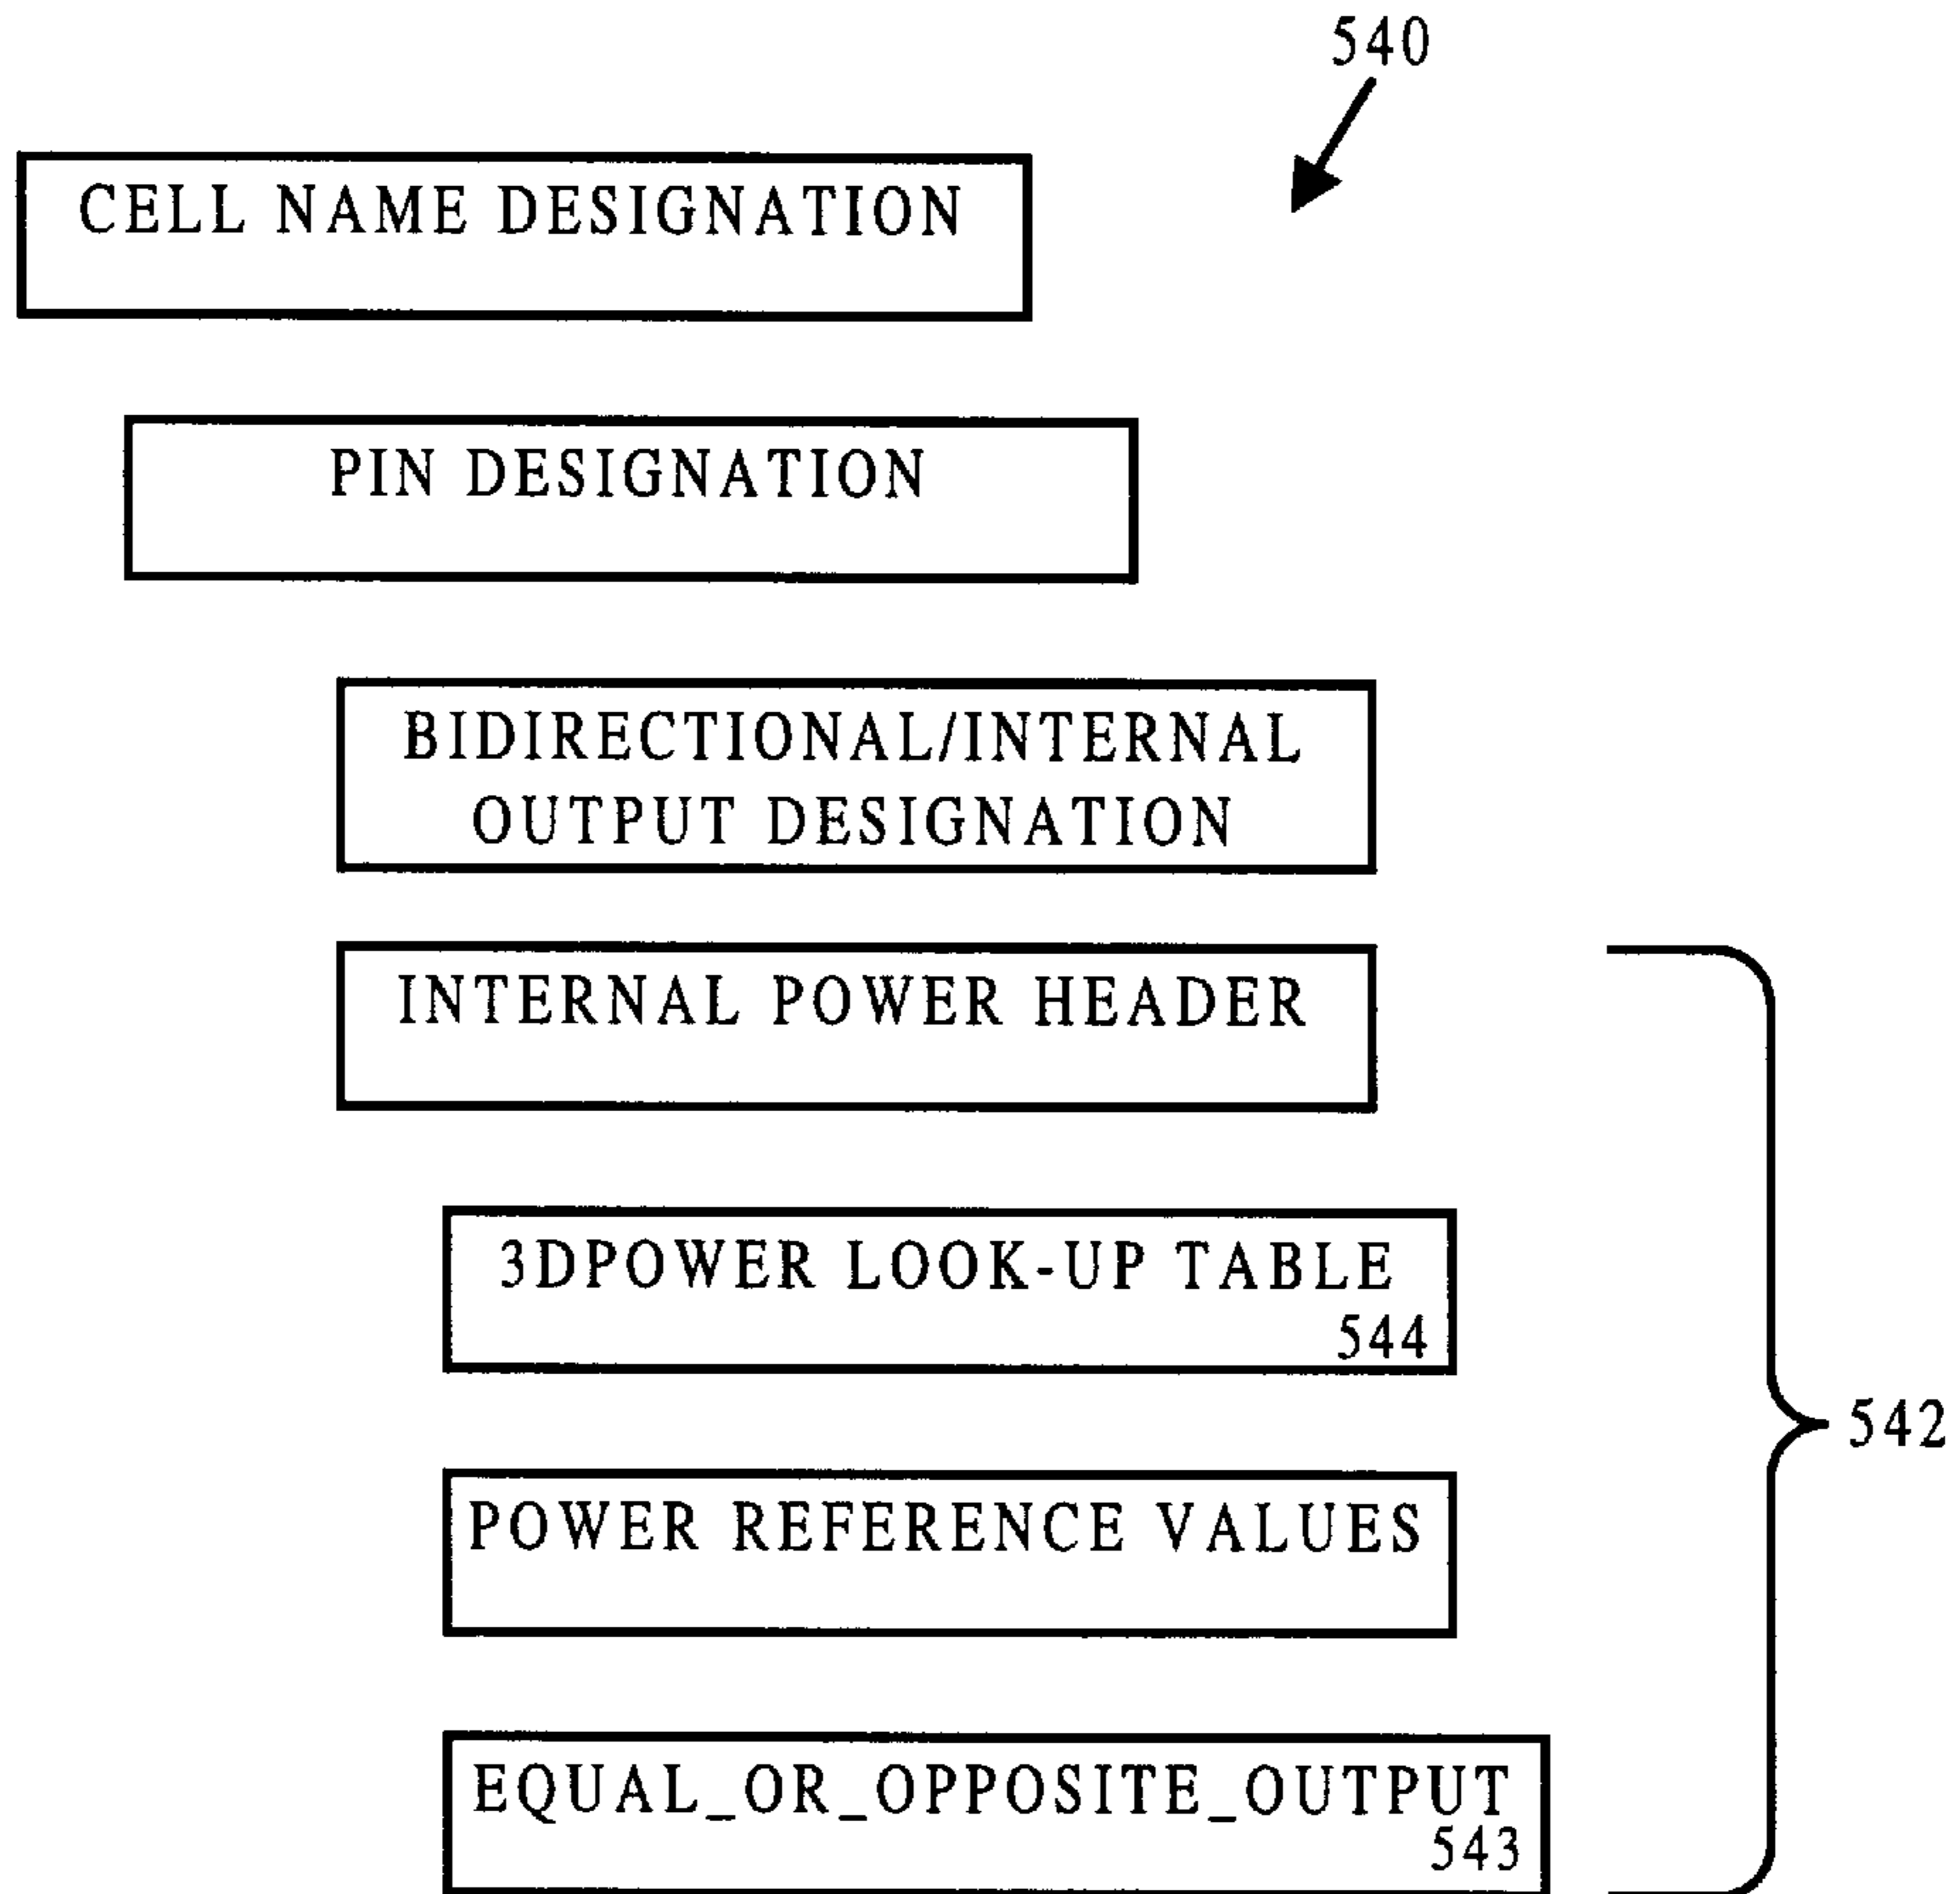 540
CELL NAME DESIGNATION
PIN DESIGNATION
BIDIRECTIONAL/INTERNAL
OUTPUT DESIGNATION
INTERNAL POWER HEADER
3DPOWER LOOK-UP TABLE
544
542
POWER REFERENCE VALUES
EQUAL_OR_OPPOSITE_OUTPUT
543